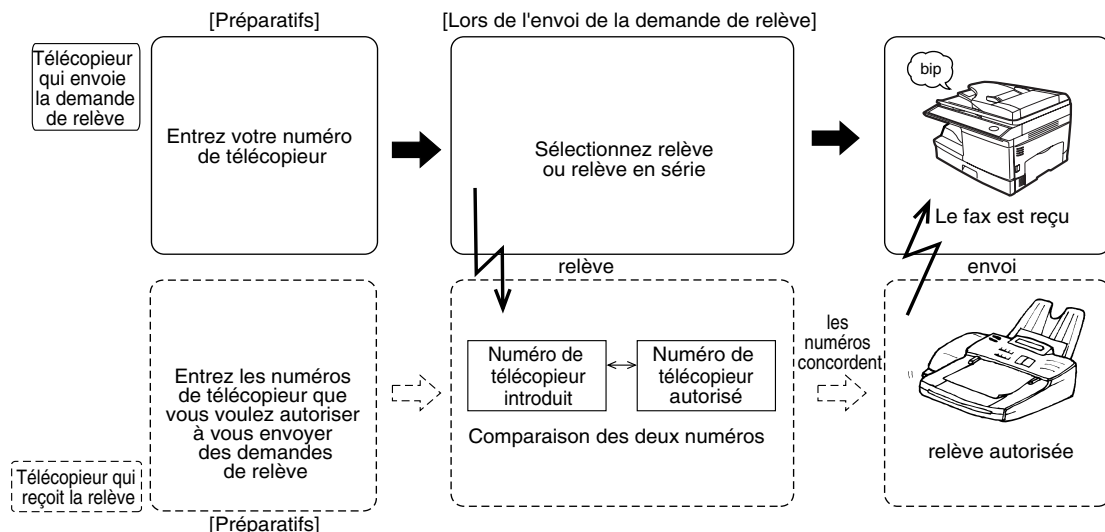 [Préparatifs]
[Lors de l'envoi de la demande de relève]
Télécopieur
qui envoie
la demande
de relève
Entrez votre numéro
de télécopieur
Sélectionnez relève
ou relève en série
bip
Le fax est reçu
relève
envoi
Télécopieur qui
reçoit la relève
Entrez les numéros
de télécopieur que
vous voulez autoriser
à vous envoyer
des demandes
de relève
Numéro de
télécopieur
introduit
Numéro de
télécopieur
autorisé
Comparaison des deux numéros
les
numéros
concordent
relève autorisée
[Préparatifs]